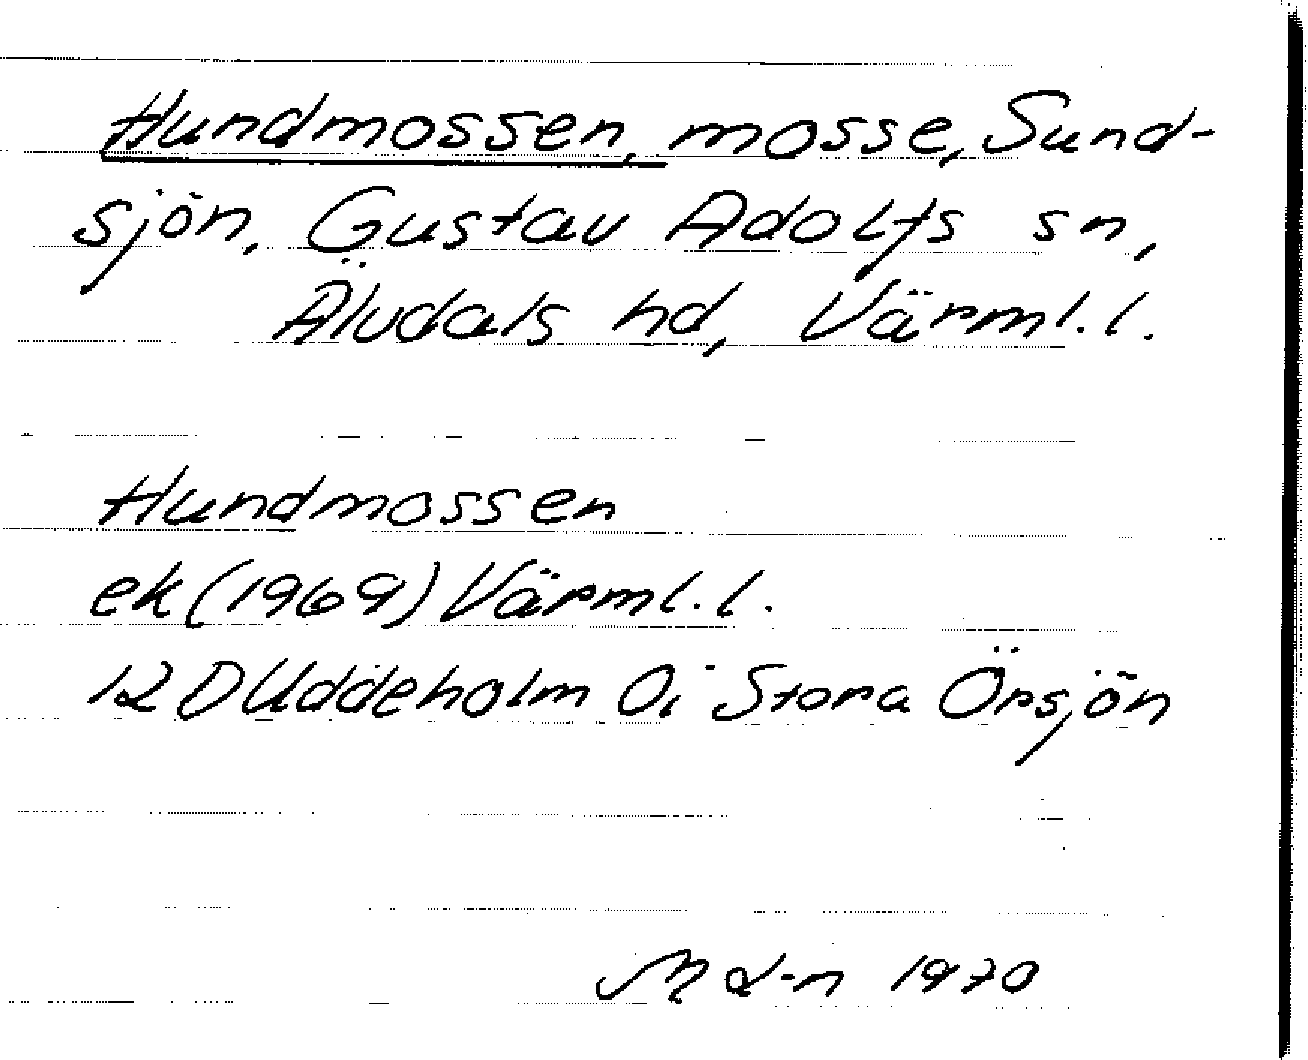 Hundmossen, mosse, Sund-
sjön, Gustav Adolfs sn,
Älvdals hd, Värml. l.
Hundmossen
ek (1969) Värml. l.
12 D Uddeholm 0i Stora Örsjön
M d-n 1970